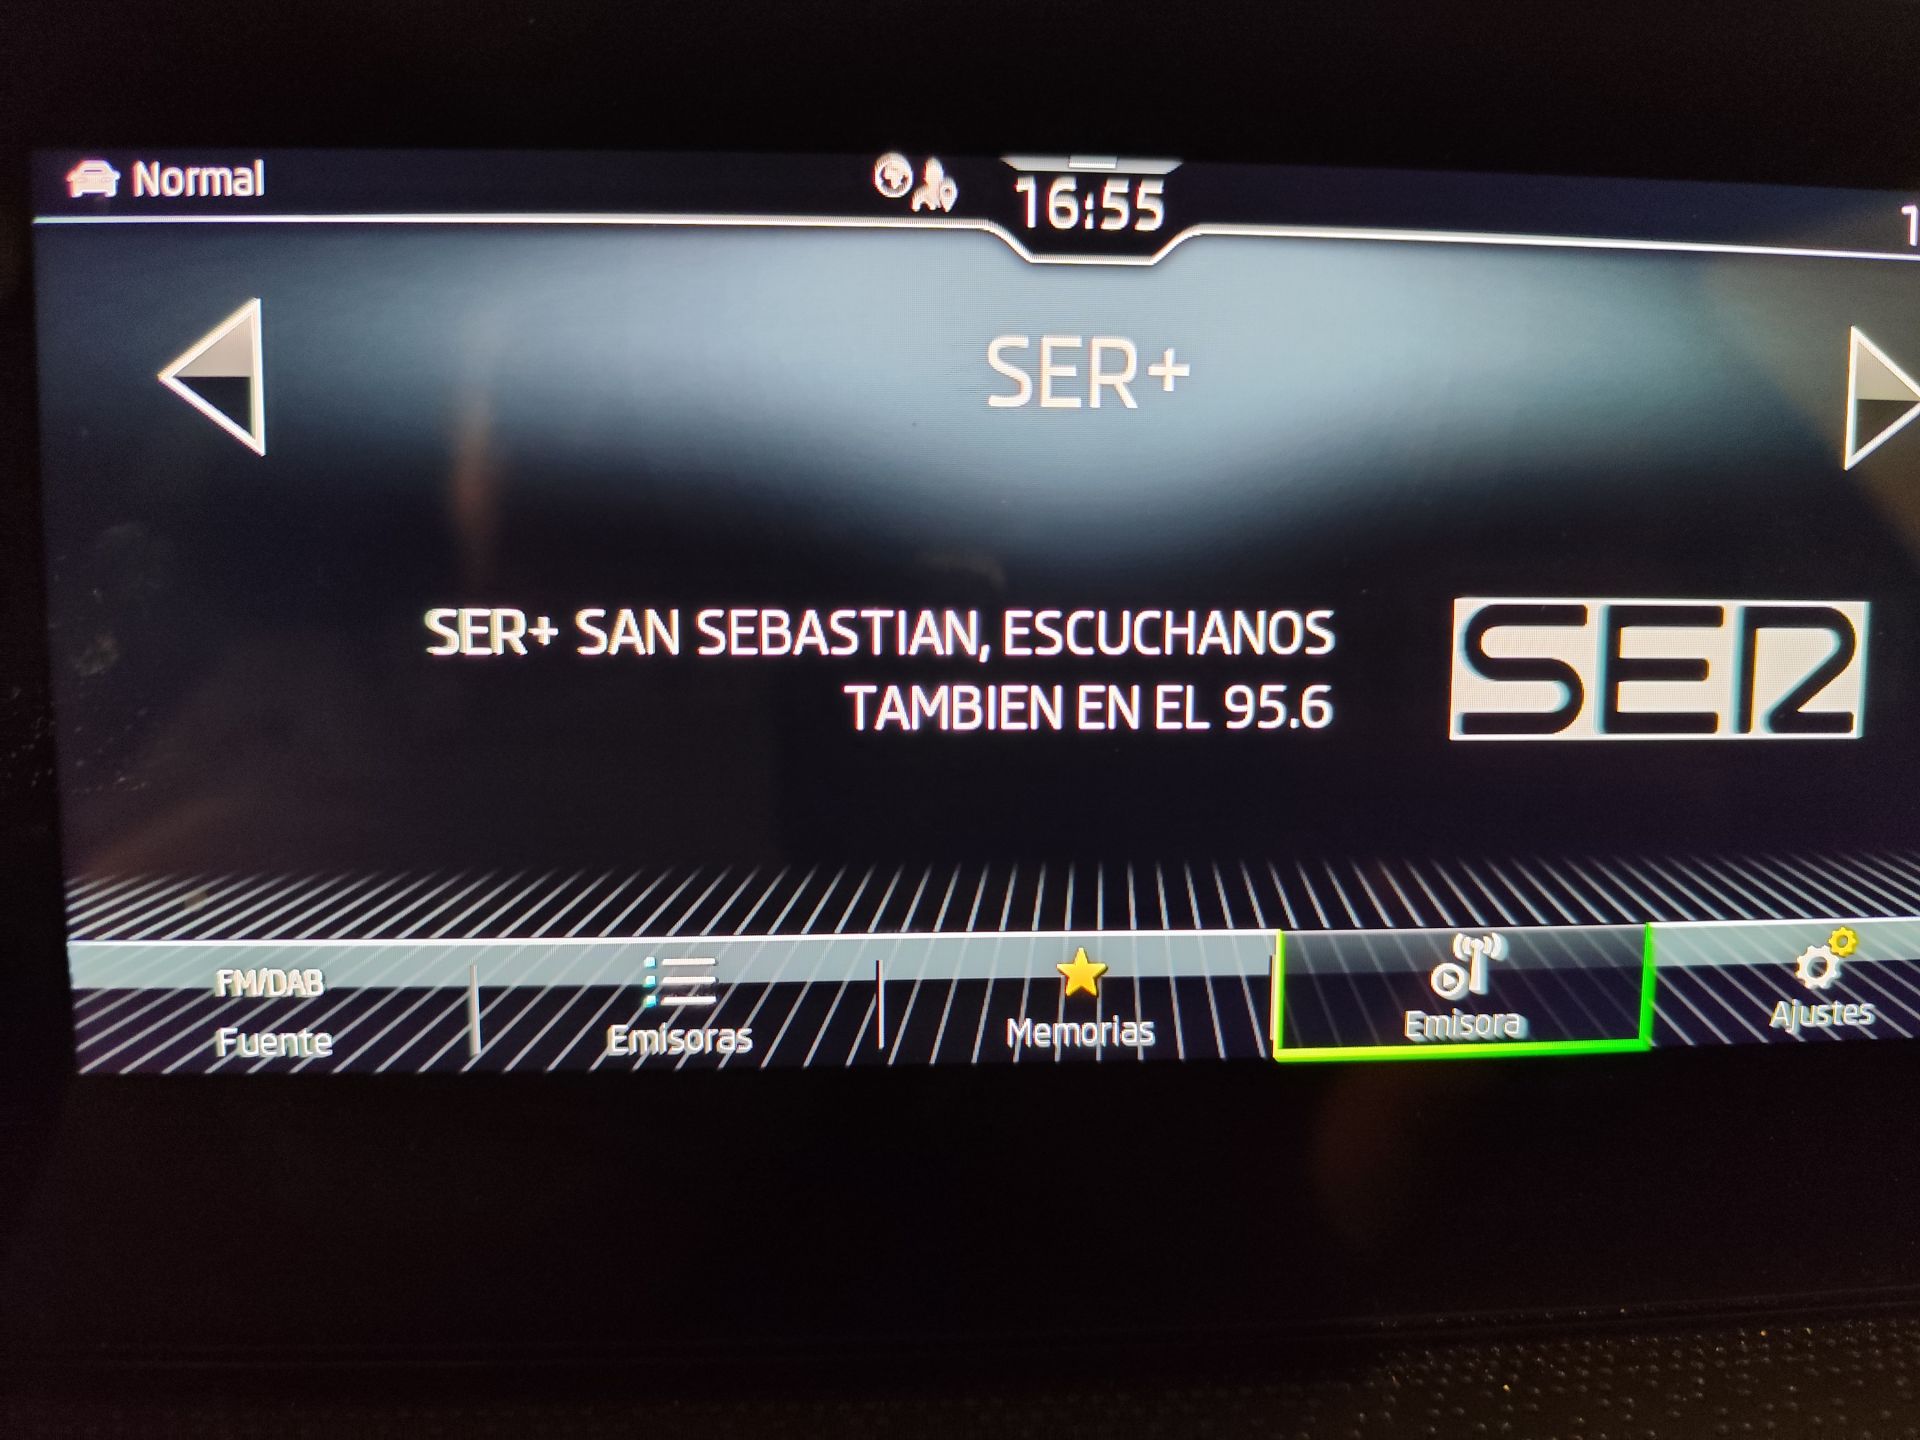 Normal
16:55
1
SER+
SER+ SAN SEBASTIAN, ESCUCHANOS
TAMBIEN EN EL 95.6
SER
FM/DAB
Fuente
Emisoras
Memorias
Emisora
Ajustes